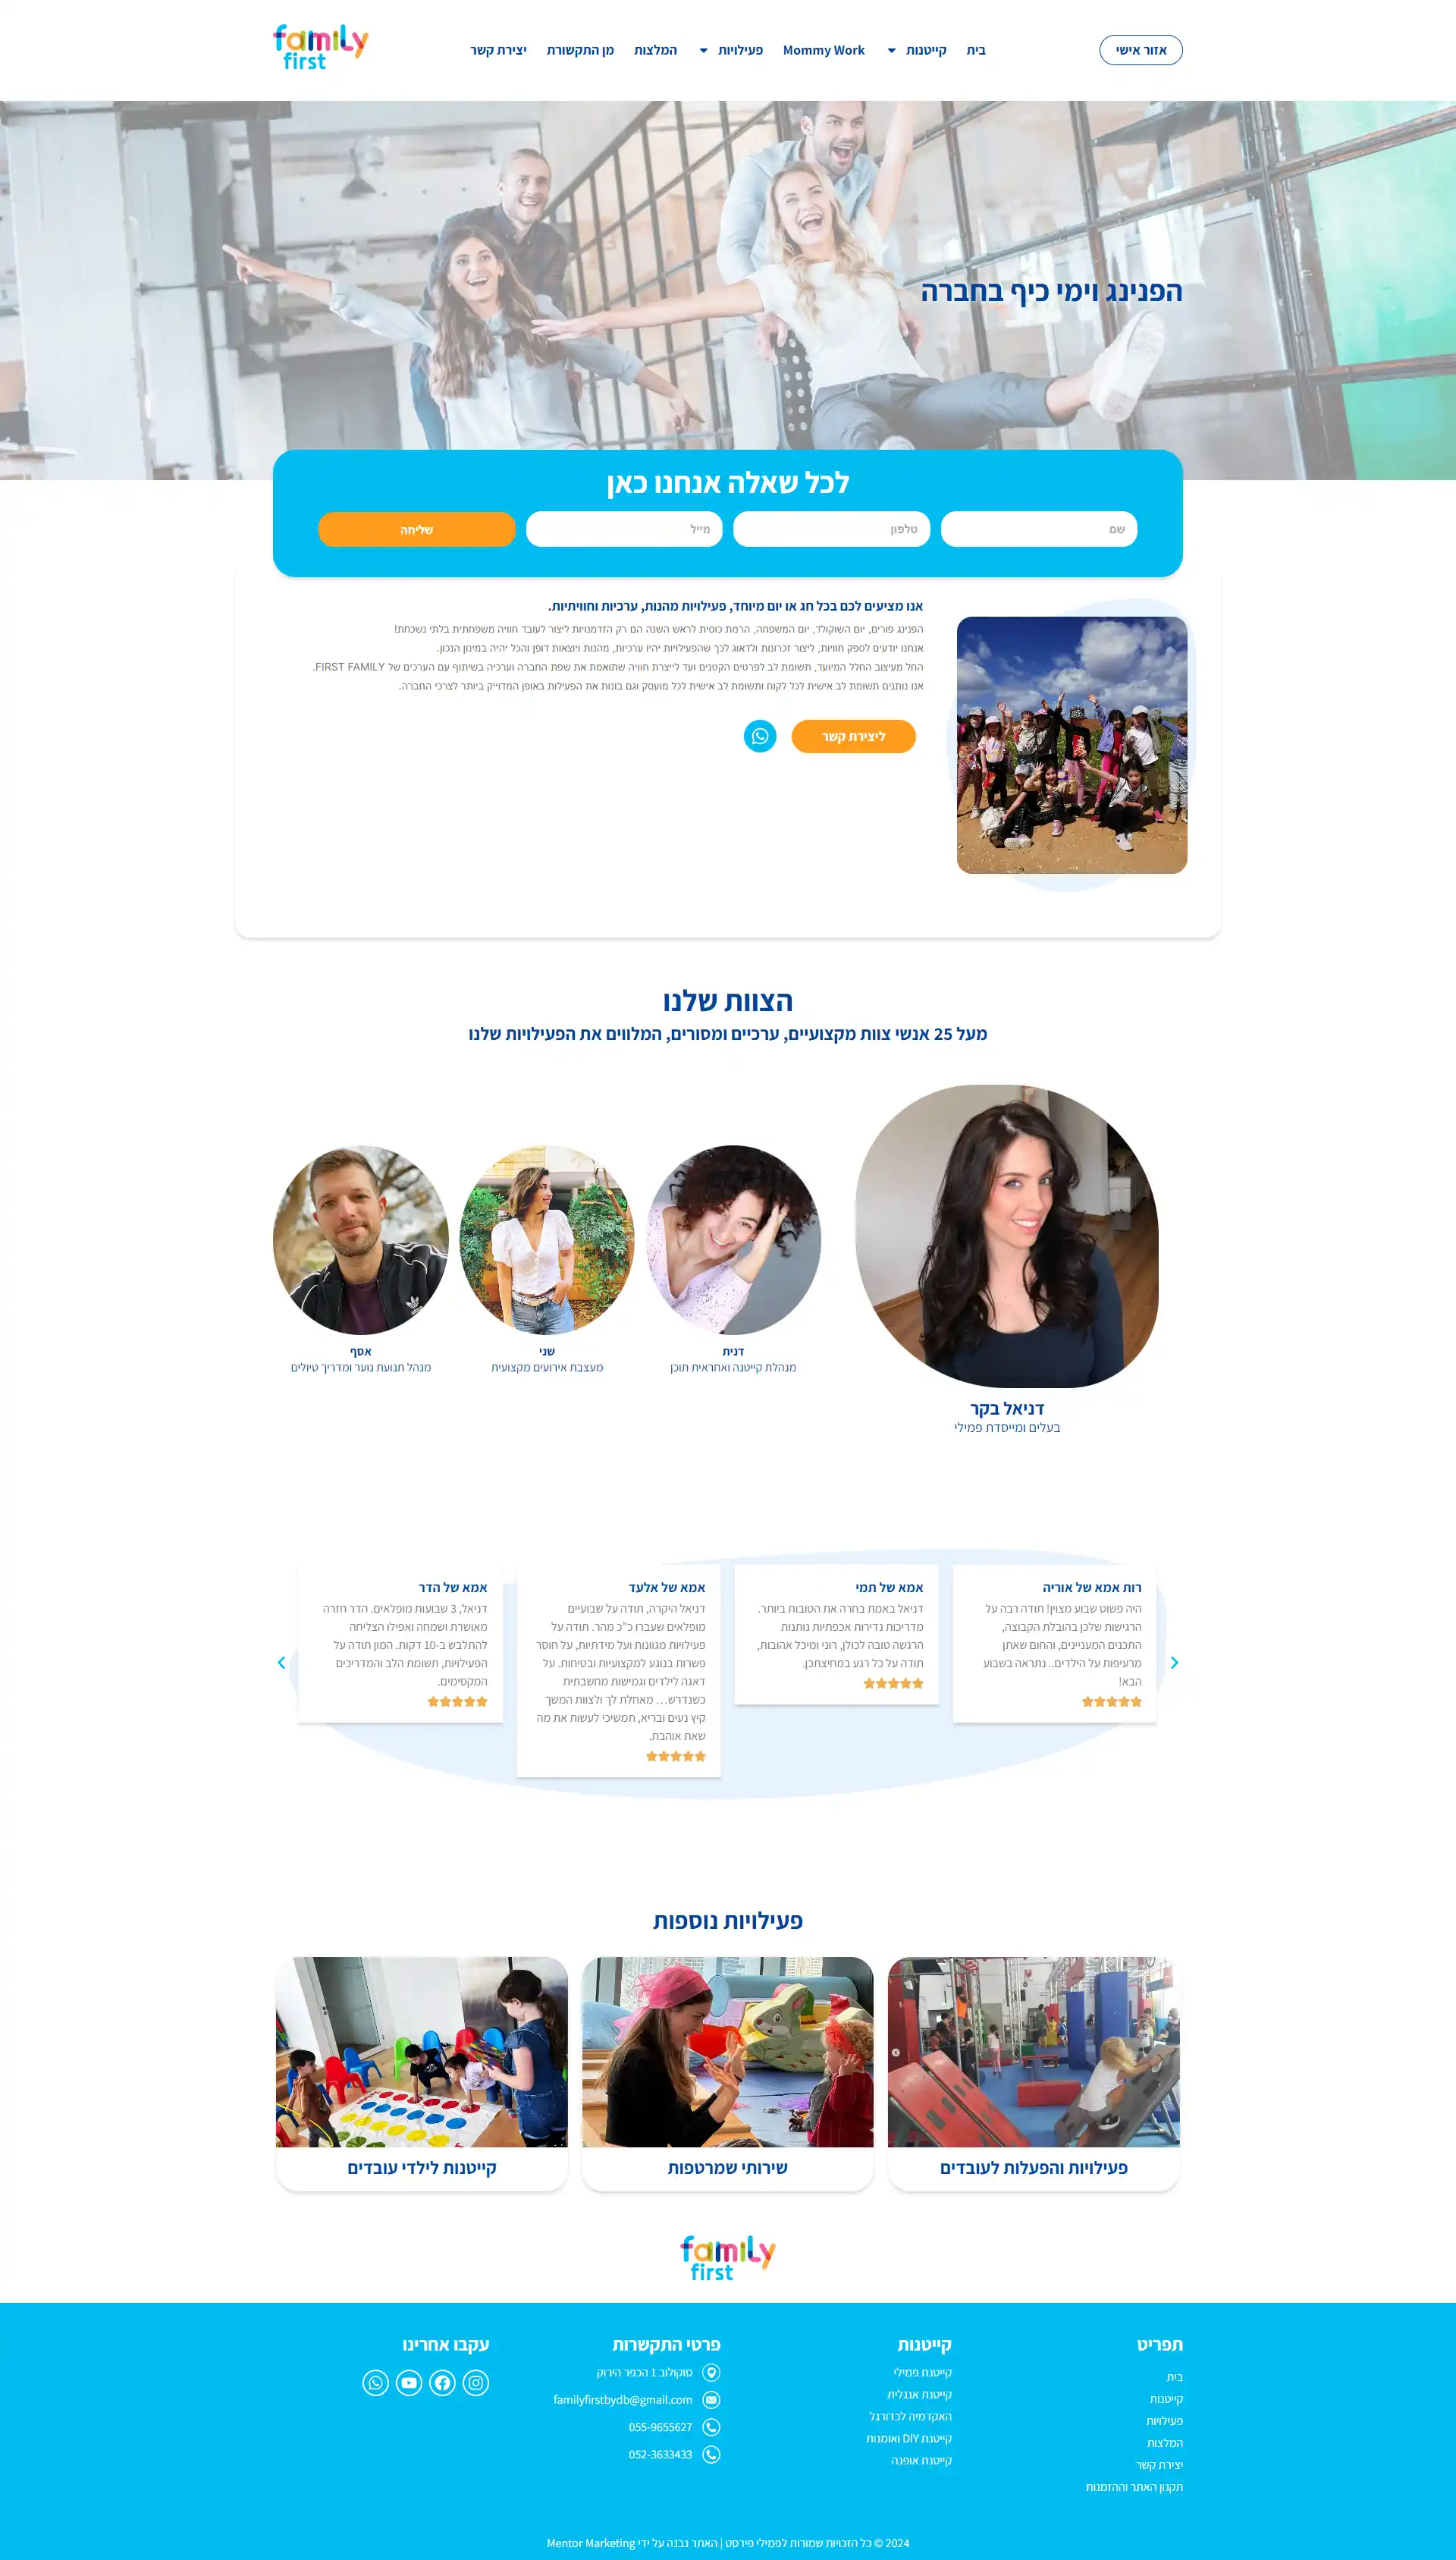 אזור אישי
בית
קייטנות
Mommy Work
פעילויות
המלצות
מן התקשורת
יצירת קשר
family
first
הפנינג וימי כיף בחברה
לכל שאלה אנחנו כאן
שם
טלפון
מייל
שליחה
אנו מציעים לכם בכל חג או יום מיוחד, פעילויות מהנות, ערכיות וחוויתיות.
הפנינג פורים, יום השוקולד, יום המשפחה, הרמת כוסית לראש השנה הם רק הזדמנויות ליצור לעובד חוויה משפחתית בלתי נשכחת!
אנחנו יודעים לספק חוויות, ליצור זכרונות ולדאוג לכך שהפעילויות יהיו ערכיות, מהנות ויוצאות דופן והכל יהיה במינון הנכון.
החל מעיצוב החלל המיועד, תשומת לב לפרטים הקטנים ועד לייצרת חוויה שתואמת את שפת החברה וערכיה בשיתוף עם הערכים של FIRST FAMILY.
אנו נותנים תשומת לב אישית לכל לקוח ותשומת לב אישית לכל מועסק וגם בונות את הפעילות באופן המדוייק ביותר לצרכי החברה.
ליצירת קשר
הצוות שלנו
מעל 25 אנשי צוות מקצועיים, ערכיים ומסורים, המלווים את הפעילויות שלנו
דניאל בקר
בעלים ומייסדת פמילי
דנית
מנהלת קייטנה ואחראית תוכן
שני
מעצבת אירועים מקצועית
אסף
מנהל תנועת נוער ומדריך טיולים
רות אמא של אוריה
היה פשוט שבוע מצוין! תודה רבה על
הרגישות שלכן בהובלת הקבוצה,
התכנים המעניינים, והחום שאתן
מרעיפות על הילדים.. נתראה בשבוע
הבא!
אמא של תמי
דניאל באמת בחרה את הטובות ביותר.
מדריכות נדירות אכפתיות נותנות
הרגשה טובה לכולן, רוני ומיכל אהובות,
תודה על כל רגע במחיצתכן.
אמא של אלעד
דניאל היקרה, תודה על שבועיים
מופלאים שעברו כ"כ מהר. תודה על
פעילויות מגוונות ועל מידתיות, על חוסר
פשרות בנוגע למקצועיות ובטיחות. על
דאגה לילדים וגמישות מחשבתית
כשנדרש... מאחלת לך ולצוות המשך
קיץ נעים ובריא, תמשיכי לעשות את מה
שאת אוהבת.
אמא של הדר
דניאל, 3 שבועות מופלאים. הדר חזרה
מאושרת ושמחה ואפילו הצליחה
להתלבש ב-10 דקות. המון תודה על
הפעילויות, תשומת הלב והמדריכים
המקסימים.
פעילויות נוספות
פעילויות והפעלות לעובדים
שירותי שמרטפות
קייטנות לילדי עובדים
family
first
תפריט
בית
קייטנות
פעילויות
המלצות
יצירת קשר
תקנון האתר וההזמנות
קייטנות
קייטנת פמילי
קייטנת אנגלית
האקדמיה לכדורגל
קייטנת DIY ואומנות
קייטנת אופנה
פרטי התקשרות
סוקולוב 1 הכפר הירוק
familyfirstbydb@gmail.com
055-9655627
052-3633433
עקבו אחרינו
2024 © כל הזכויות שמורות לפמילי פירסט | האתר נבנה על ידי Mentor Marketing